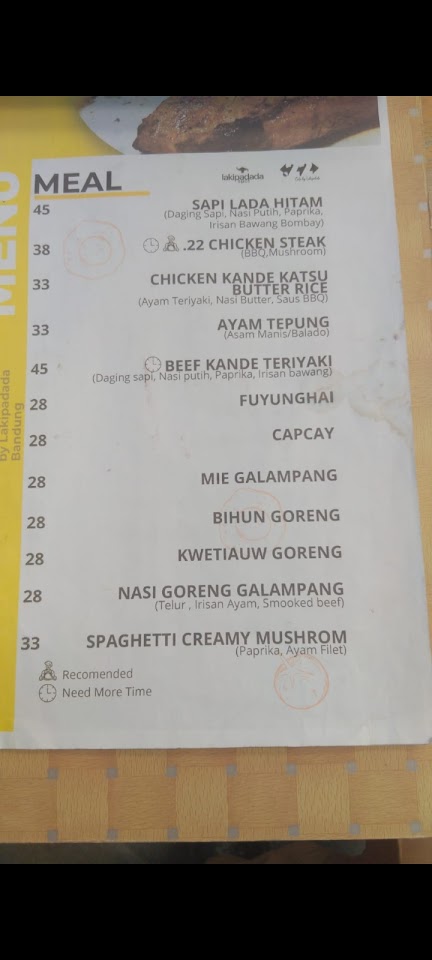 MENU
by Lakipadada
Bandung
MEAL
lakipadada
45 SAPI LADA HITAM
(Daging Sapi, Nasi Putih, Paprika,
Irisan Bawang Bombay)
38 .22 CHICKEN STEAK
(BBQ,Mushroom)
33 CHICKEN KANDE KATSU
BUTTER RICE
(Ayam Teriyaki, Nasi Butter, Saus BBQ)
33 AYAM TEPUNG
(Asam Manis/Balado)
45 BEEF KANDE TERIYAKI
(Daging sapi, Nasi putih, Paprika, Irisan bawang)
28 FUYUNGHAI
28 CAPCAY
28 MIE GALAMPANG
28 BIHUN GORENG
28 KWETIAUW GORENG
28 NASI GORENG GALAMPANG
(Telur , Irisan Ayam, Smooked beef)
33 SPAGHETTI CREAMY MUSHROM
(Paprika, Ayam Filet)
Recomended
Need More Time